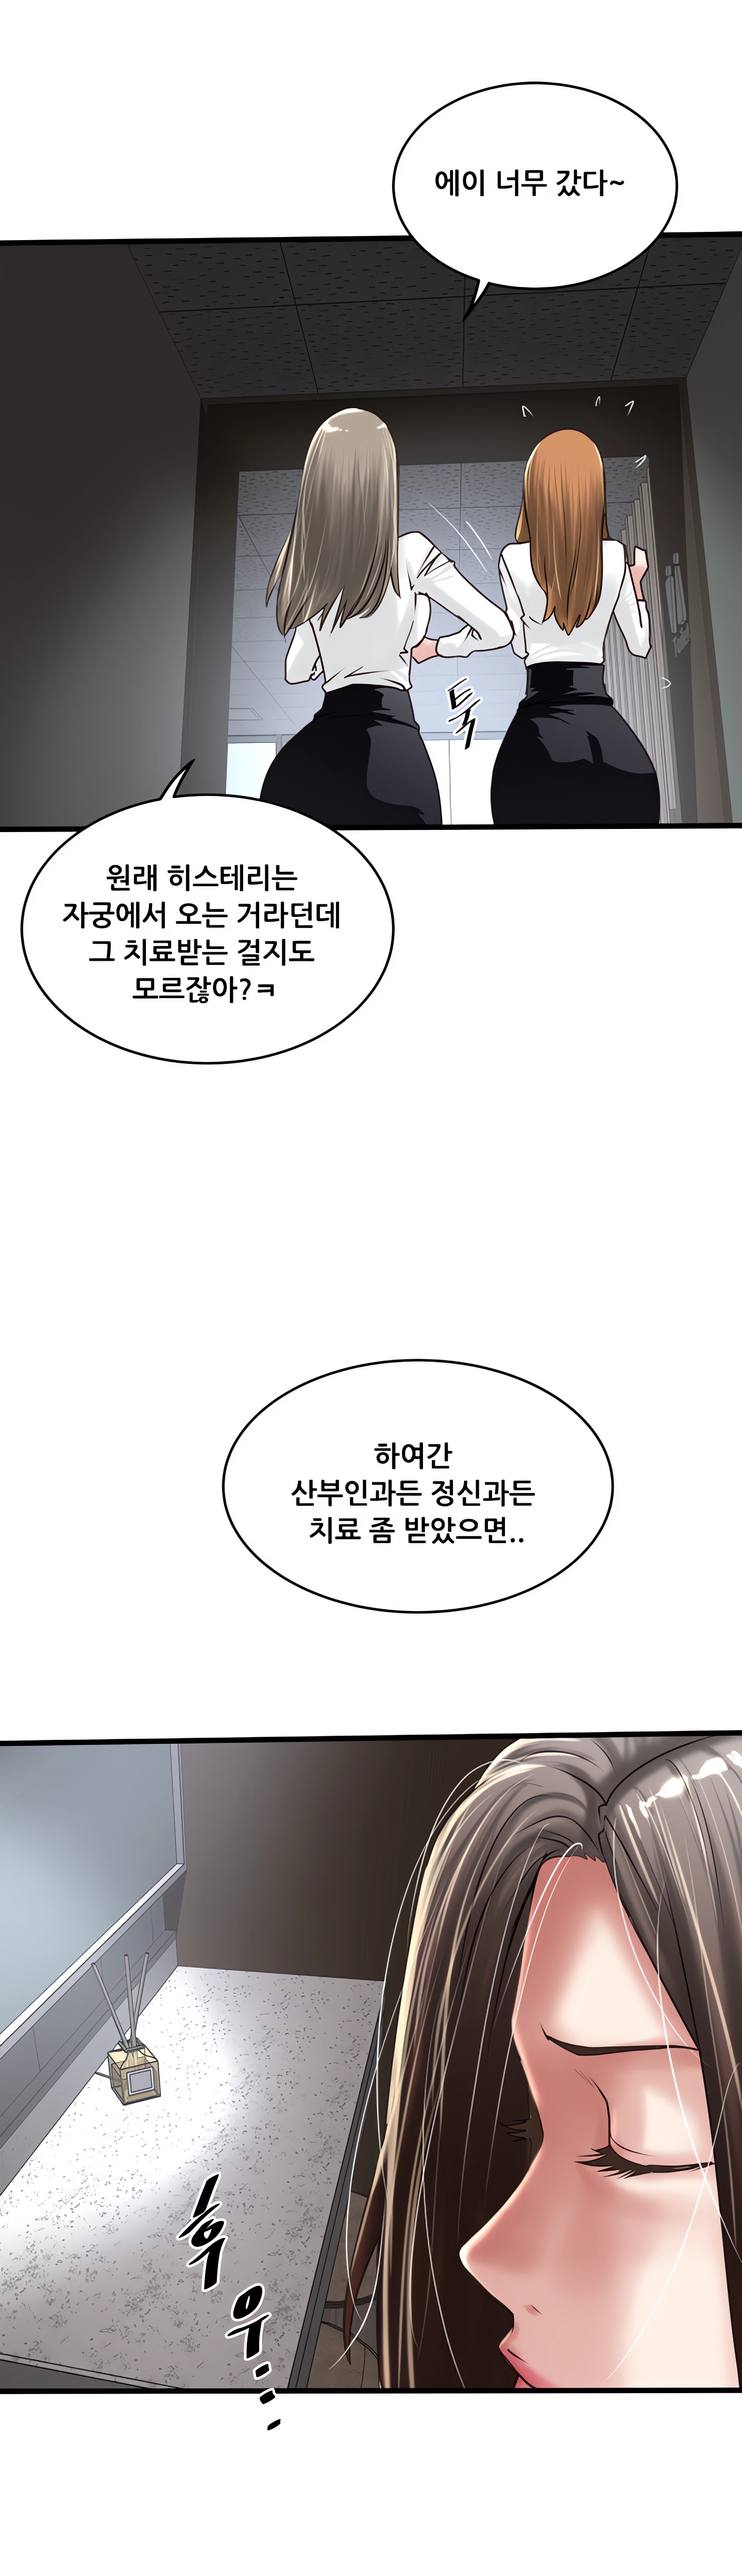 에이 너무 갔다~
툭
원래 히스테리는
자궁에서 오는 거라던데
그 치료받는 걸지도
모르잖아?ㅋ
하여간
산부인과든 정신과든
치료 좀 받았으면..
후우...